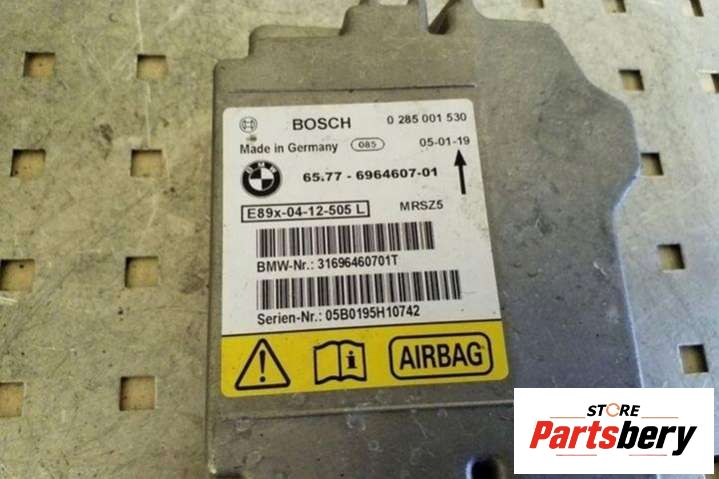 BOSCH 0 285 001 530
Made in Germany 085 05-01-19
BMW 65.77 - 6964607-01
E89x-04-12-505 L MRSZ5
BMW-Nr.: 31696460701T
Serien-Nr.: 05B0195H10742
AIRBAG
STORE
Partsbery